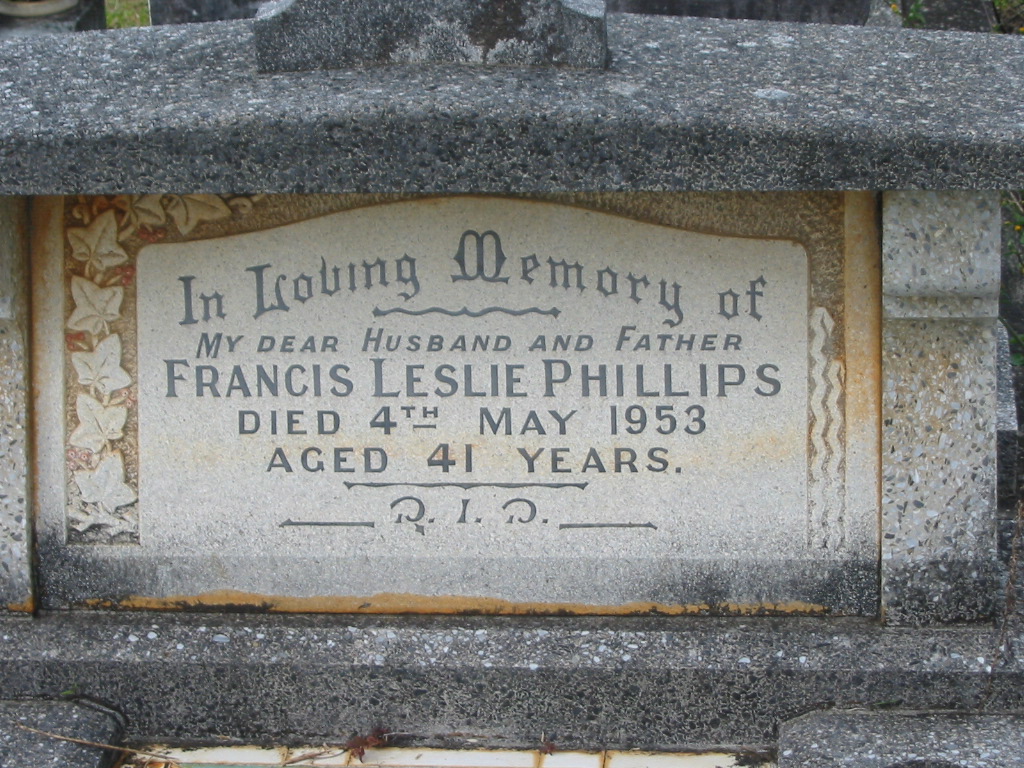 In Loving Memory of
MY DEAR HUSBAND AND FATHER
FRANCIS LESLIE PHILLIPS
DIED 4TH MAY 1953
AGED 41 YEARS.
R. I. P.